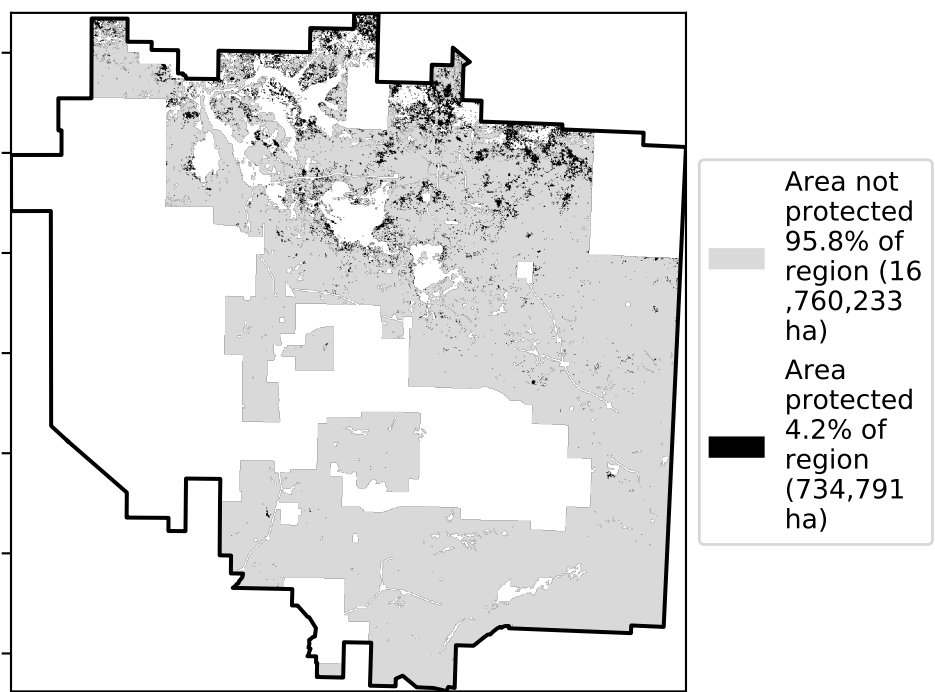 Area not
protected
95.8% of
region (16
,760,233
ha)
Area
protected
4.2% of
region
(734,791
ha)